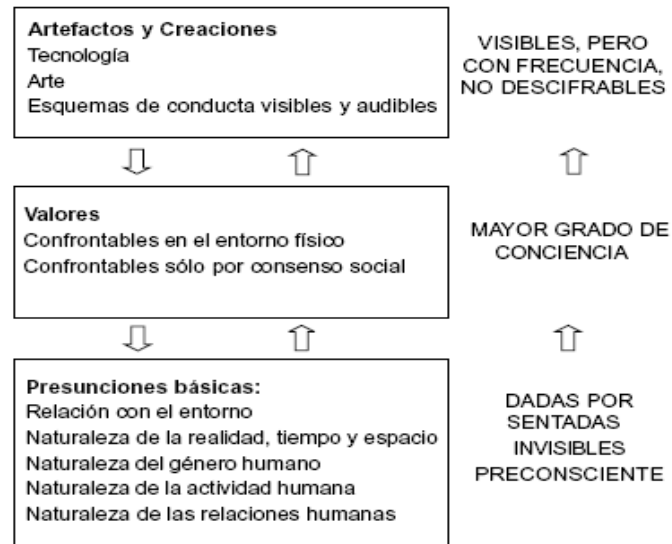 Artefactos y Creaciones
Tecnología
Arte
Esquemas de conducta visibles y audibles
VISIBLES, PERO
CON FRECUENCIA,
NO DESCIFRABLES
Valores
Confrontables en el entorno físico
Confrontables sólo por consenso social
MAYOR GRADO DE
CONCIENCIA
Presunciones básicas:
Relación con el entorno
Naturaleza de la realidad, tiempo y espacio
Naturaleza del género humano
Naturaleza de la actividad humana
Naturaleza de las relaciones humanas
DADAS POR
SENTADAS
INVISIBLES
PRECONSCIENTE